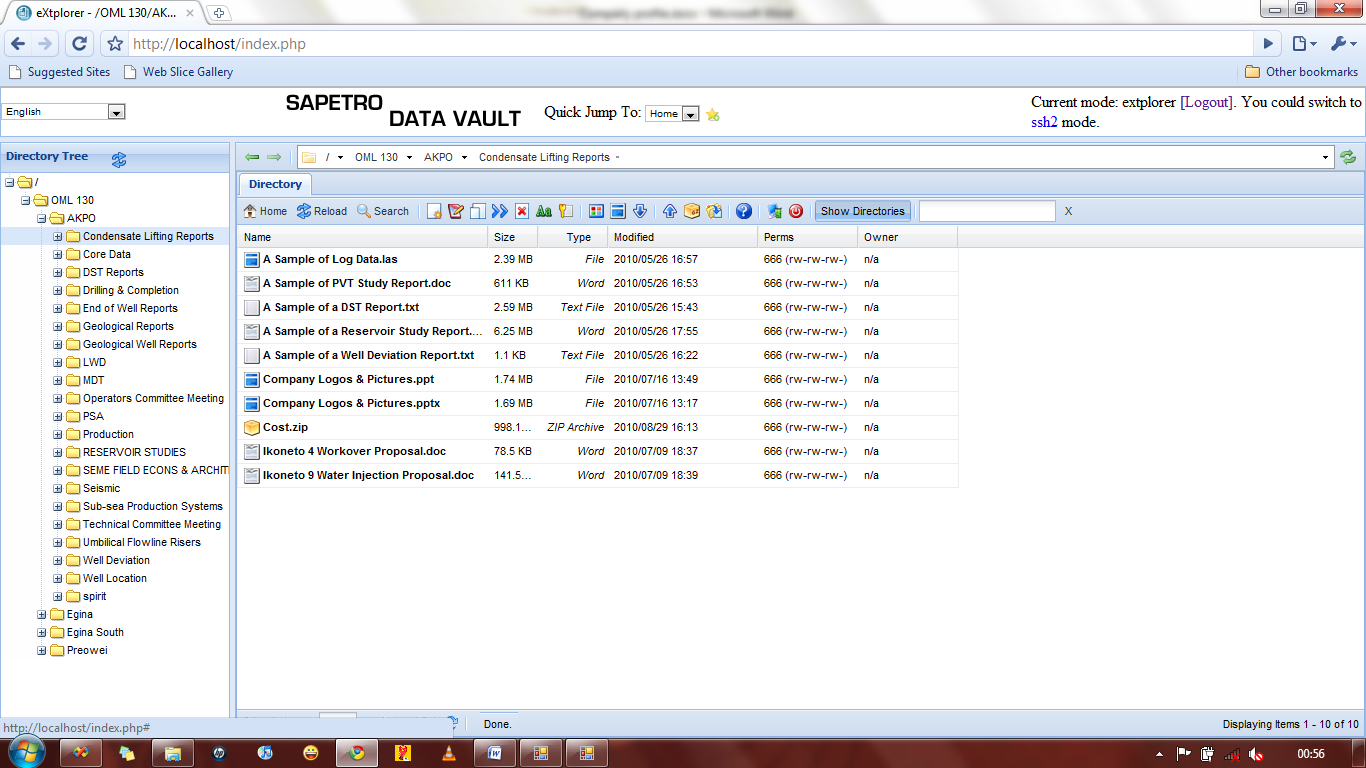 eXtplorer - /OML 130/AK...
Company profile.docx - Microsoft Word
http://localhost/index.php
Suggested Sites Web Slice Gallery Other bookmarks
English
SAPETRO
DATA VAULT
Quick Jump To: Home
Current mode: extplorer [Logout]. You could switch to
ssh2 mode.
Directory Tree
/ OML 130 AKPO Condensate Lifting Reports
/
OML 130
AKPO
Condensate Lifting Reports
Core Data
DST Reports
Drilling & Completion
End of Well Reports
Geological Reports
Geological Well Reports
LWD
MDT
Operators Committee Meeting
PSA
Production
RESERVOIR STUDIES
SEME FIELD ECONS & ARCHIT
Seismic
Sub-sea Production Systems
Technical Committee Meeting
Umbilical Flowline Risers
Well Deviation
Well Location
spirit
Egina
Egina South
Preowei
Directory
Home Reload Search Aa Show Directories X
Name Size Type Modified Perms Owner
A Sample of Log Data.las 2.39 MB File 2010/05/26 16:57 666 (rw-rw-rw-) n/a
A Sample of PVT Study Report.doc 611 KB Word 2010/05/26 16:53 666 (rw-rw-rw-) n/a
A Sample of a DST Report.txt 2.59 MB Text File 2010/05/26 15:43 666 (rw-rw-rw-) n/a
A Sample of a Reservoir Study Report.... 6.25 MB Word 2010/05/26 17:55 666 (rw-rw-rw-) n/a
A Sample of a Well Deviation Report.txt 1.1 KB Text File 2010/05/26 16:22 666 (rw-rw-rw-) n/a
Company Logos & Pictures.ppt 1.74 MB File 2010/07/16 13:49 666 (rw-rw-rw-) n/a
Company Logos & Pictures.pptx 1.69 MB File 2010/07/16 13:17 666 (rw-rw-rw-) n/a
Cost.zip 998.1... ZIP Archive 2010/08/29 16:13 666 (rw-rw-rw-) n/a
Ikoneto 4 Workover Proposal.doc 78.5 KB Word 2010/07/09 18:37 666 (rw-rw-rw-) n/a
Ikoneto 9 Water Injection Proposal.doc 141.5... Word 2010/07/09 18:39 666 (rw-rw-rw-) n/a
http://localhost/index.php#
Done.
Displaying Items 1 - 10 of 10
00:56